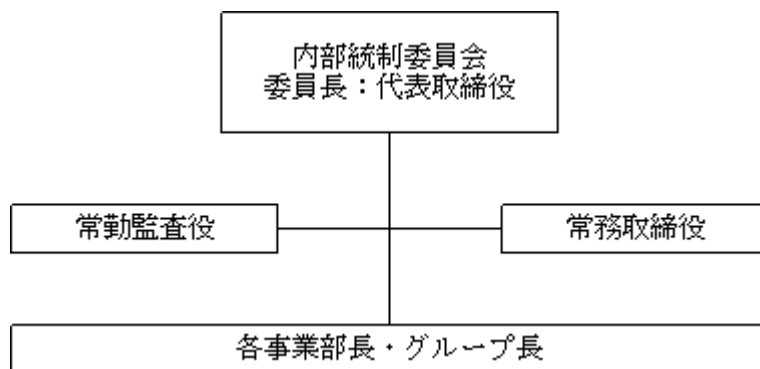 内部統制委員会
委員長：代表取締役
常勤監査役
常務取締役
各事業部長・グループ長